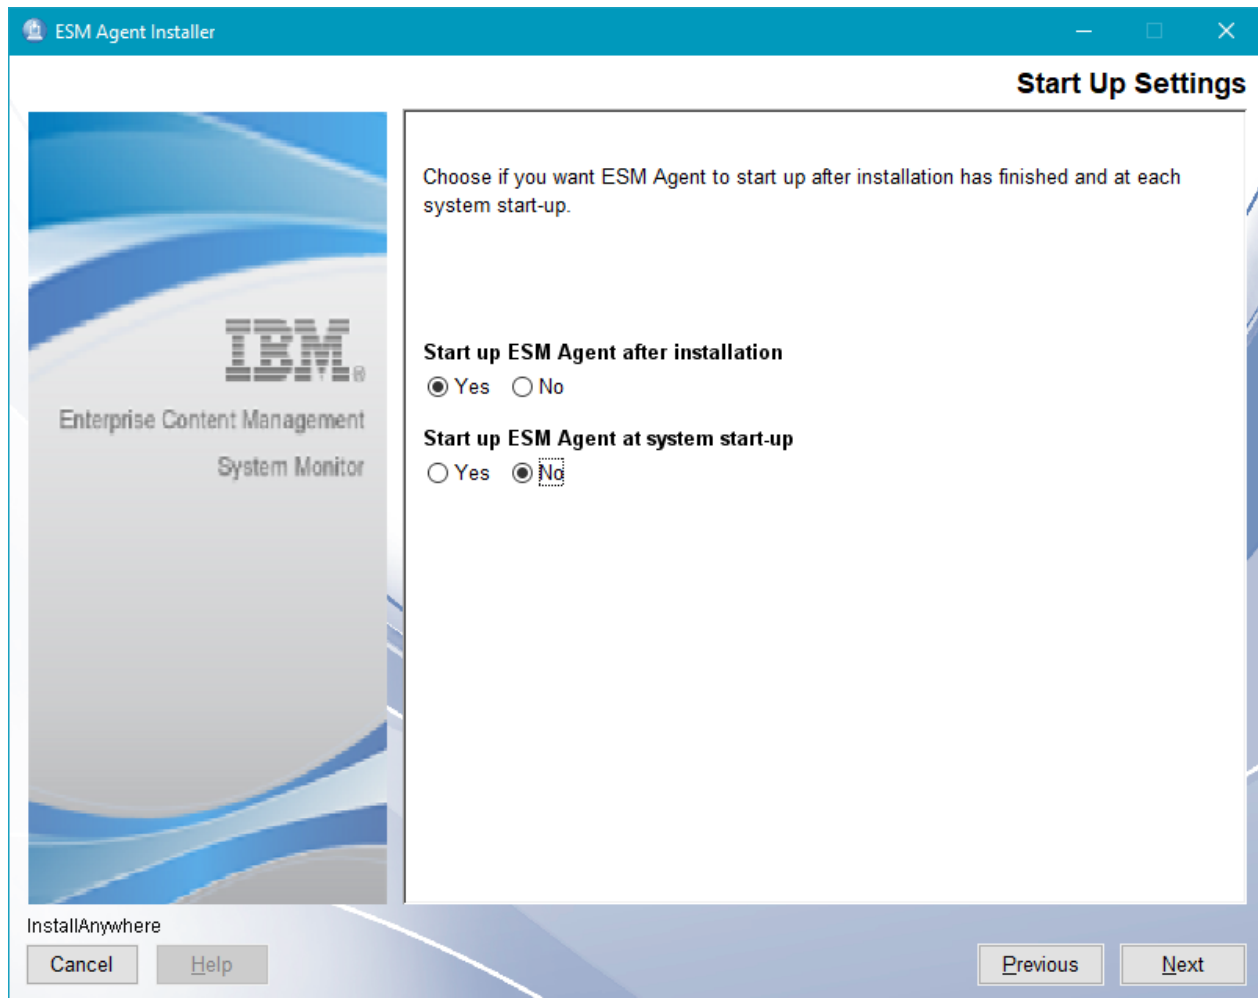 ESM Agent Installer
Start Up Settings
IBM®
Enterprise Content Management
System Monitor
Choose if you want ESM Agent to start up after installation has finished and at each
system start-up.
Start up ESM Agent after installation
Yes No
Start up ESM Agent at system start-up
Yes No
InstallAnywhere
Cancel Help Previous Next